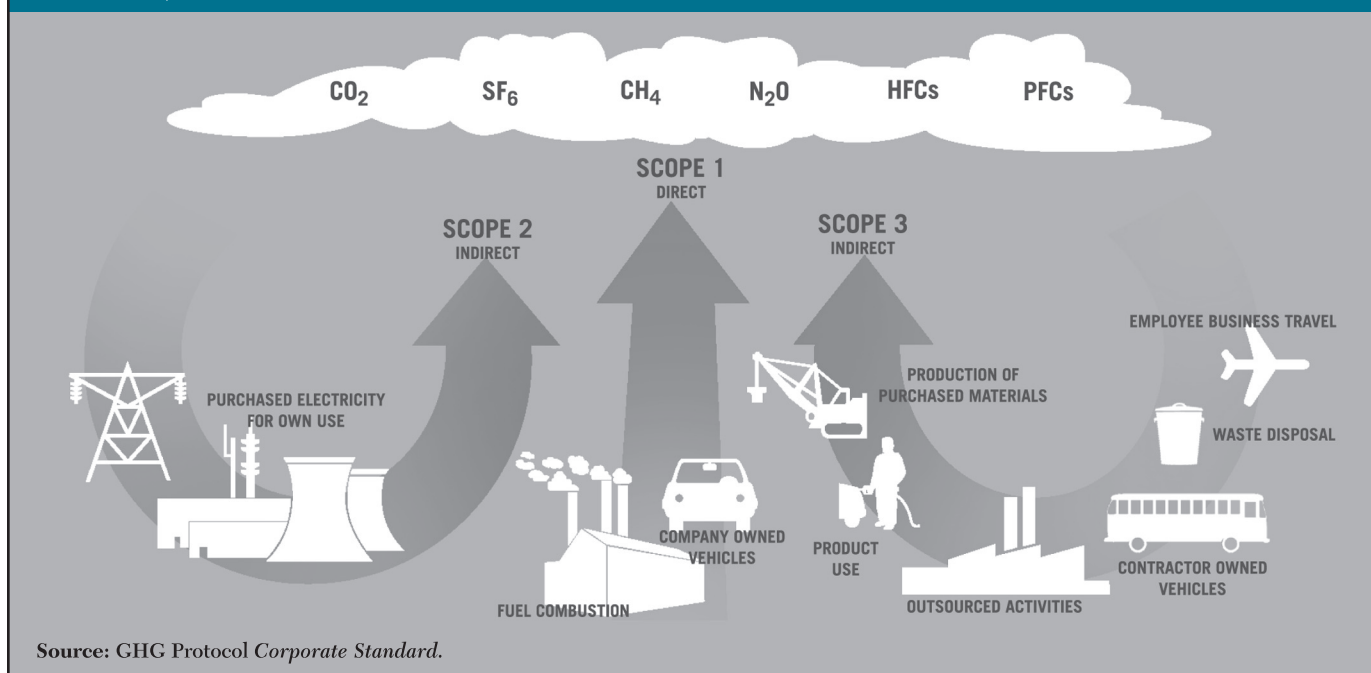 CO₂ SF₆ CH₄ N₂O HFCs PFCs
SCOPE 1
DIRECT
SCOPE 2
INDIRECT
SCOPE 3
INDIRECT
EMPLOYEE BUSINESS TRAVEL
PRODUCTION OF
PURCHASED MATERIALS
PURCHASED ELECTRICITY
FOR OWN USE
WASTE DISPOSAL
COMPANY OWNED
VEHICLES
PRODUCT
USE
CONTRACTOR OWNED
VEHICLES
FUEL COMBUSTION
OUTSOURCED ACTIVITIES
Source: GHG Protocol Corporate Standard.